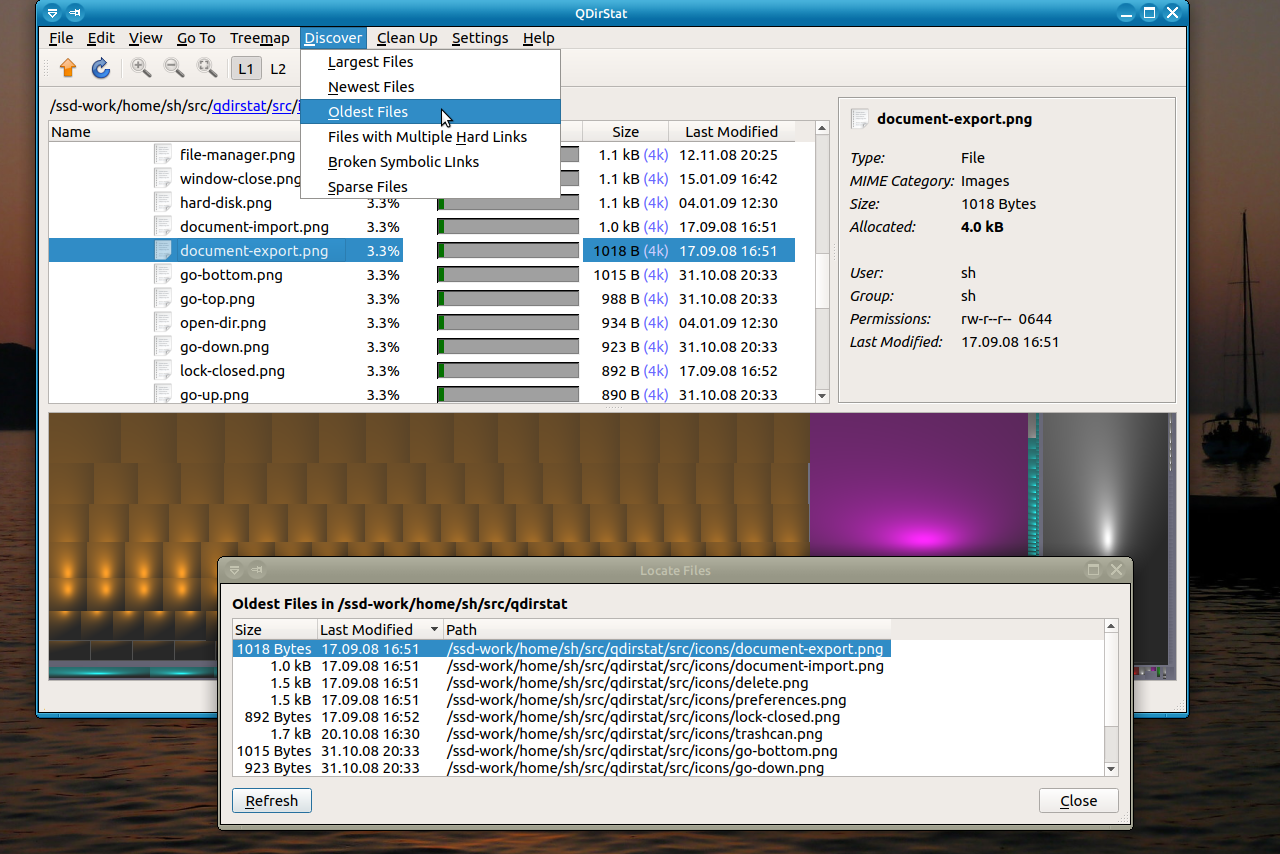 QDirStat
File Edit View Go To Treemap Discover Clean Up Settings Help
L1 L2
Largest Files
Newest Files
Oldest Files
Files with Multiple Hard Links
Broken Symbolic LInks
Sparse Files
/ssd-work/home/sh/src/qdirstat/src/
Name Size Last Modified
file-manager.png 1.1 kB (4k) 12.11.08 20:25
window-close.png 1.1 kB (4k) 15.01.09 16:42
hard-disk.png 3.3% 1.1 kB (4k) 04.01.09 12:30
document-import.png 3.3% 1.0 kB (4k) 17.09.08 16:51
document-export.png 3.3% 1018 B (4k) 17.09.08 16:51
go-bottom.png 3.3% 1015 B (4k) 31.10.08 20:33
go-top.png 3.3% 988 B (4k) 31.10.08 20:33
open-dir.png 3.3% 934 B (4k) 04.01.09 12:30
go-down.png 3.3% 923 B (4k) 31.10.08 20:33
lock-closed.png 3.3% 892 B (4k) 17.09.08 16:52
go-up.png 3.3% 890 B (4k) 31.10.08 20:33
document-export.png
Type: File
MIME Category: Images
Size: 1018 Bytes
Allocated: 4.0 kB
User: sh
Group: sh
Permissions: rw-r--r-- 0644
Last Modified: 17.09.08 16:51
Locate Files
Oldest Files in /ssd-work/home/sh/src/qdirstat
Size Last Modified Path
1018 Bytes 17.09.08 16:51 /ssd-work/home/sh/src/qdirstat/src/icons/document-export.png
1.0 kB 17.09.08 16:51 /ssd-work/home/sh/src/qdirstat/src/icons/document-import.png
1.5 kB 17.09.08 16:51 /ssd-work/home/sh/src/qdirstat/src/icons/delete.png
1.5 kB 17.09.08 16:51 /ssd-work/home/sh/src/qdirstat/src/icons/preferences.png
892 Bytes 17.09.08 16:52 /ssd-work/home/sh/src/qdirstat/src/icons/lock-closed.png
1.7 kB 20.10.08 16:30 /ssd-work/home/sh/src/qdirstat/src/icons/trashcan.png
1015 Bytes 31.10.08 20:33 /ssd-work/home/sh/src/qdirstat/src/icons/go-bottom.png
923 Bytes 31.10.08 20:33 /ssd-work/home/sh/src/qdirstat/src/icons/go-down.png
Refresh Close